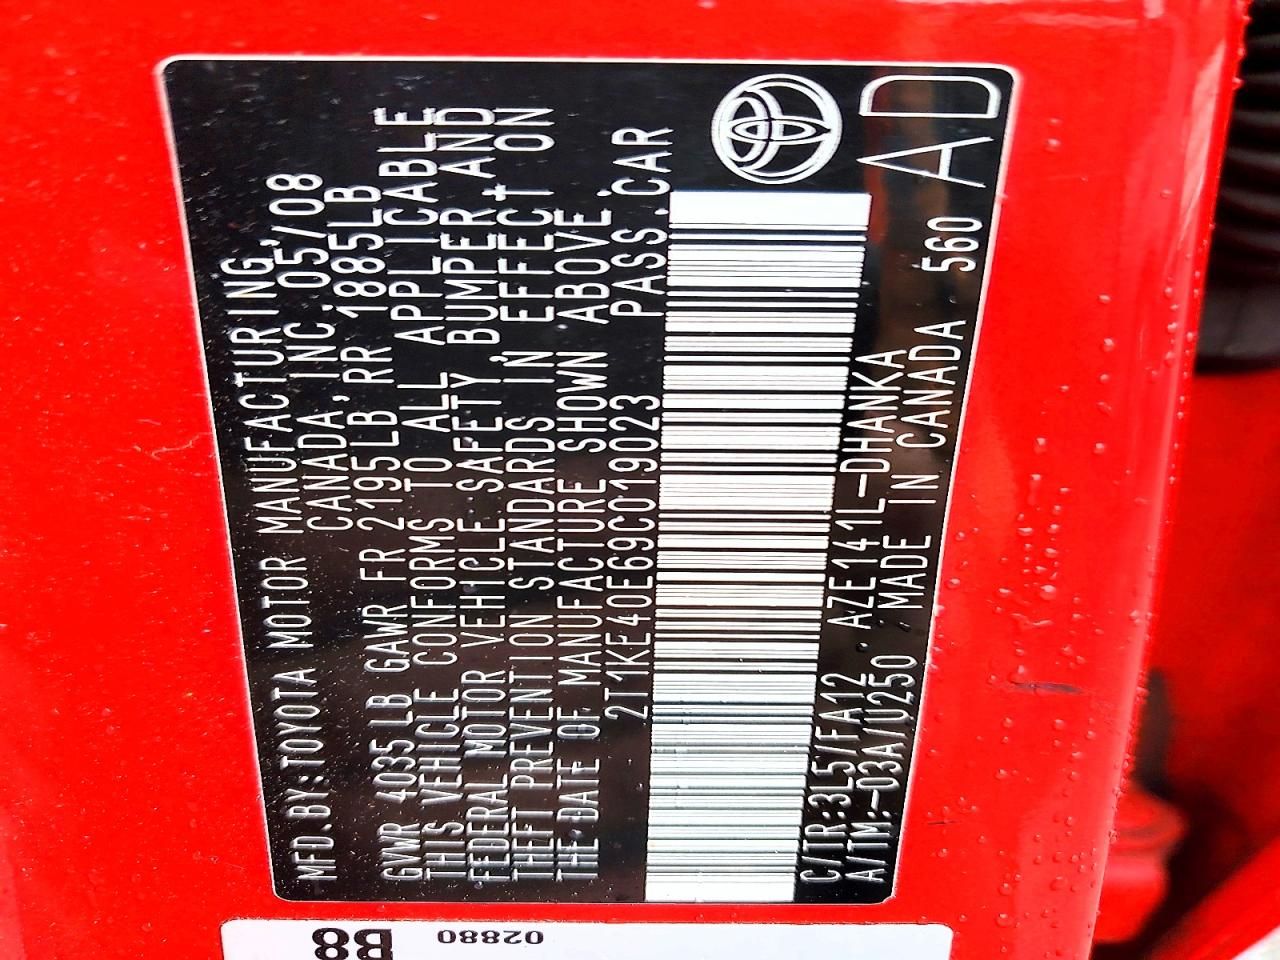 MFD.BY:TOYOTA MOTOR MANUFACTURING,
CANADA,INC. 05/08
GVWR 4035LB GAWR FR 2195LB,RR 1885LB
THIS VEHICLE CONFORMS TO ALL APPLICABLE
FEDERAL MOTOR VEHICLE SAFETY, BUMPER AND
THEFT PREVENTION STANDARDS IN EFFECT ON
THE DATE OF MANUFACTURE SHOWN ABOVE.
2T1KE40E69C019023 PASS.CAR
C/TR:3L5/FA12 AZE141L-DHANKA
A/TM:-03A/U250 MADE IN CANADA 560 AD
B8 02880